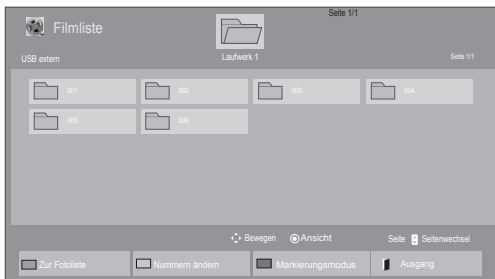 Seite 1/1
Filmliste
Laufwerk 1
USB extern
Seite 1/1
001 002 003 004
005 006
Bewegen Ansicht Seite Seitenwechsel
Zur Fotoliste Nummern ändern Markierungsmodus Ausgang